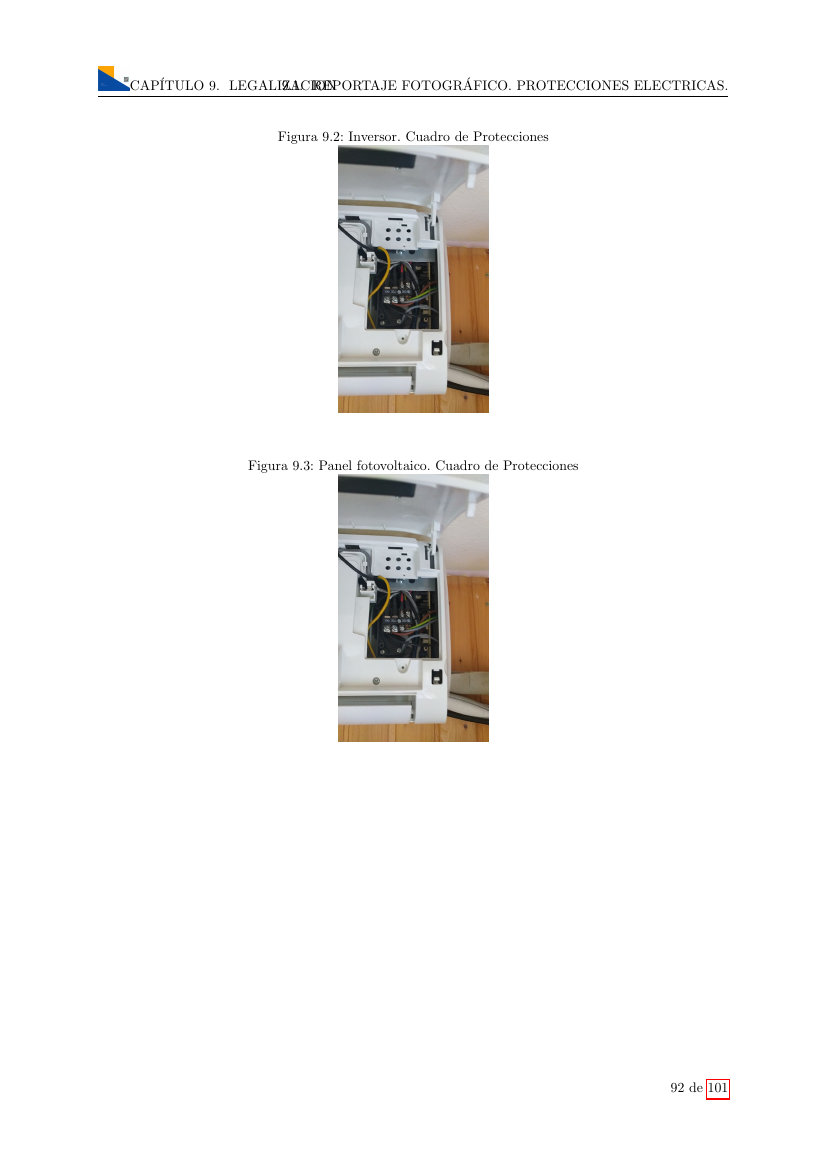 CAPÍTULO 9. LEGALIZACION
9.1. REPORTAJE FOTOGRÁFICO. PROTECCIONES ELECTRICAS.
Figura 9.2: Inversor. Cuadro de Protecciones
Figura 9.3: Panel fotovoltaico. Cuadro de Protecciones
92 de 101